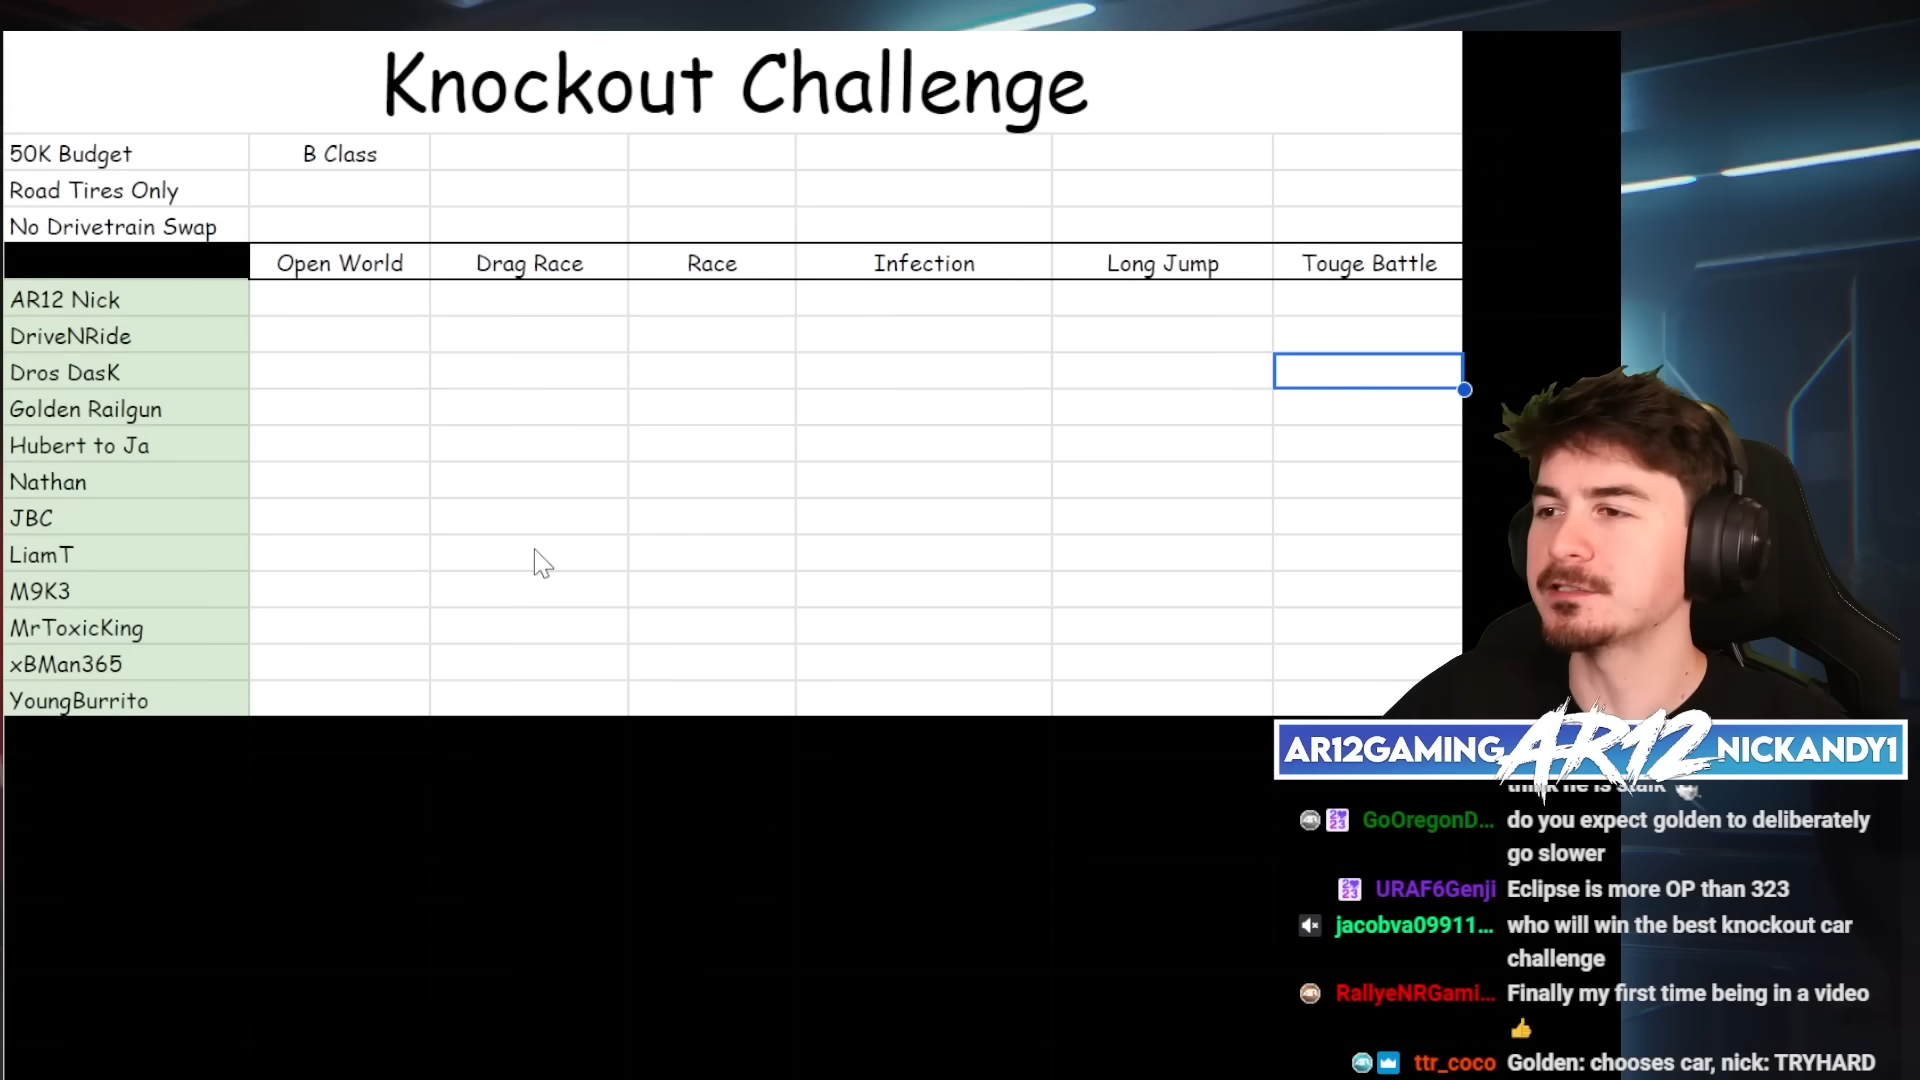 Knockout Challenge
50K Budget B Class
Road Tires Only
No Drivetrain Swap
Open World Drag Race Race Infection Long Jump Touge Battle
AR12 Nick
DriveNRide
Dros DasK
Golden Railgun
Hubert to Ja
Nathan
JBC
LiamT
M9K3
MrToxicKing
xBMan365
YoungBurrito
AR12GAMING AR12 NICKANDY1
think he is stalk
GoOregonD... do you expect golden to deliberately
go slower
URAF6Genji Eclipse is more OP than 323
jacobva09911... who will win the best knockout car
challenge
RallyeNRGami... Finally my first time being in a video
👍
ttr_coco Golden: chooses car, nick: TRYHARD